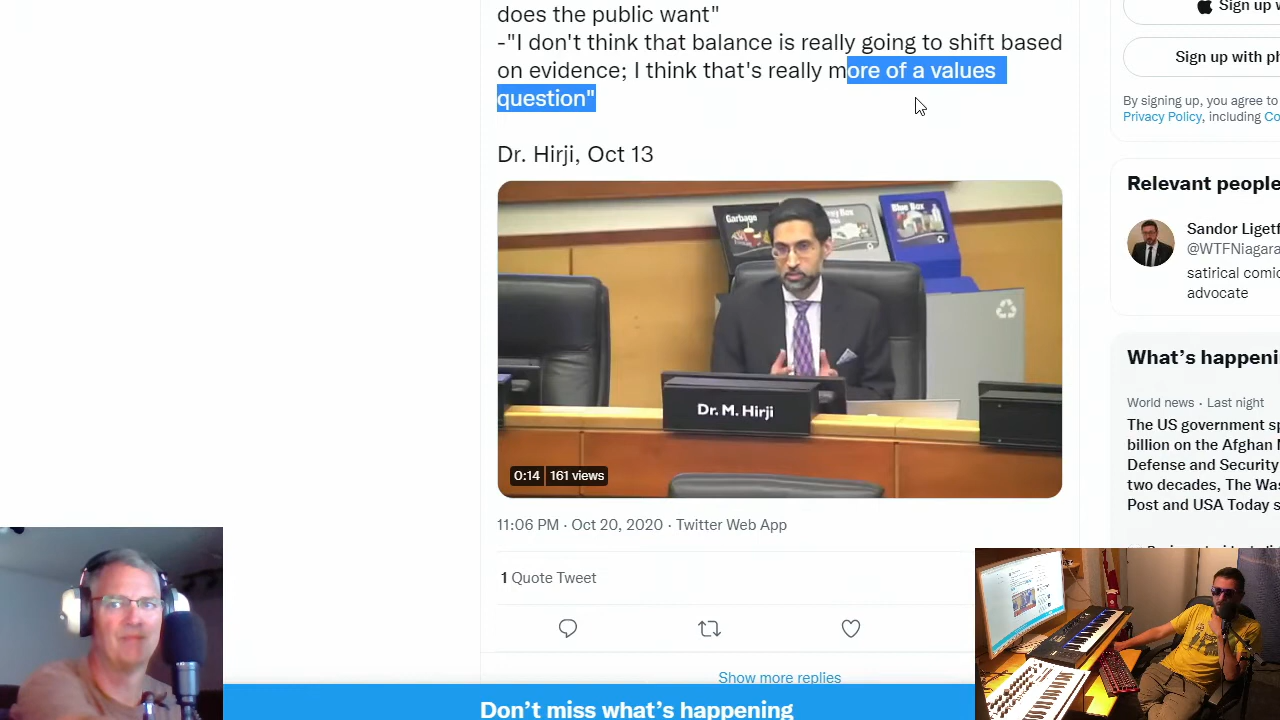 does the public want"
-"I don't think that balance is really going to shift based
on evidence; I think that's really more of a values
question"
Dr. Hirji, Oct 13
Garbage
Blue Box
Dr. M. Hirji
0:14
161 views
11:06 PM · Oct 20, 2020 · Twitter Web App
1 Quote Tweet
Show more replies
Don't miss what's happening
Sign up w
Sign up with ph
By signing up, you agree to
Privacy Policy, including Co
Relevant people
Sandor Ligetf
@WTFNiagara
satirical comic
advocate
What's happeni
World news · Last night
The US government sp
billion on the Afghan
Defense and Security
two decades, The Was
Post and USA Today s